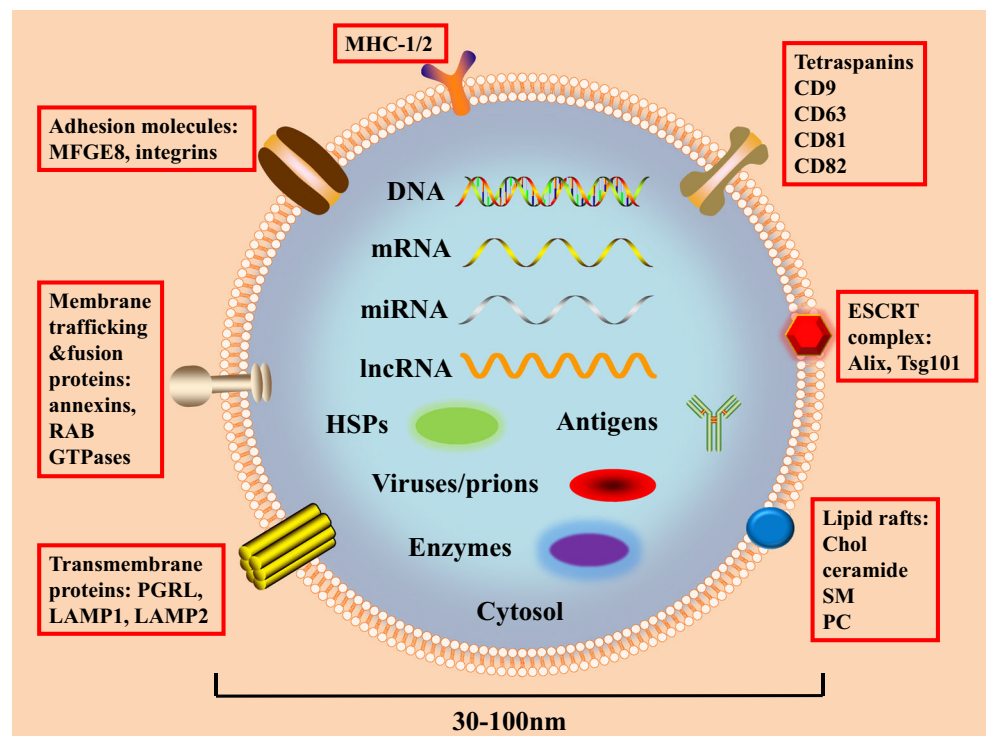 MHC-1/2
Tetraspanins
CD9
CD63
CD81
CD82
Adhesion molecules:
MFGE8, integrins
DNA
mRNA
miRNA
lncRNA
HSPs
Antigens
Viruses/prions
Enzymes
Cytosol
Membrane
trafficking
&fusion
proteins:
annexins,
RAB
GTPases
ESCRT
complex:
Alix, Tsg101
Transmembrane
proteins: PGRL,
LAMP1, LAMP2
Lipid rafts:
Chol
ceramide
SM
PC
30-100nm